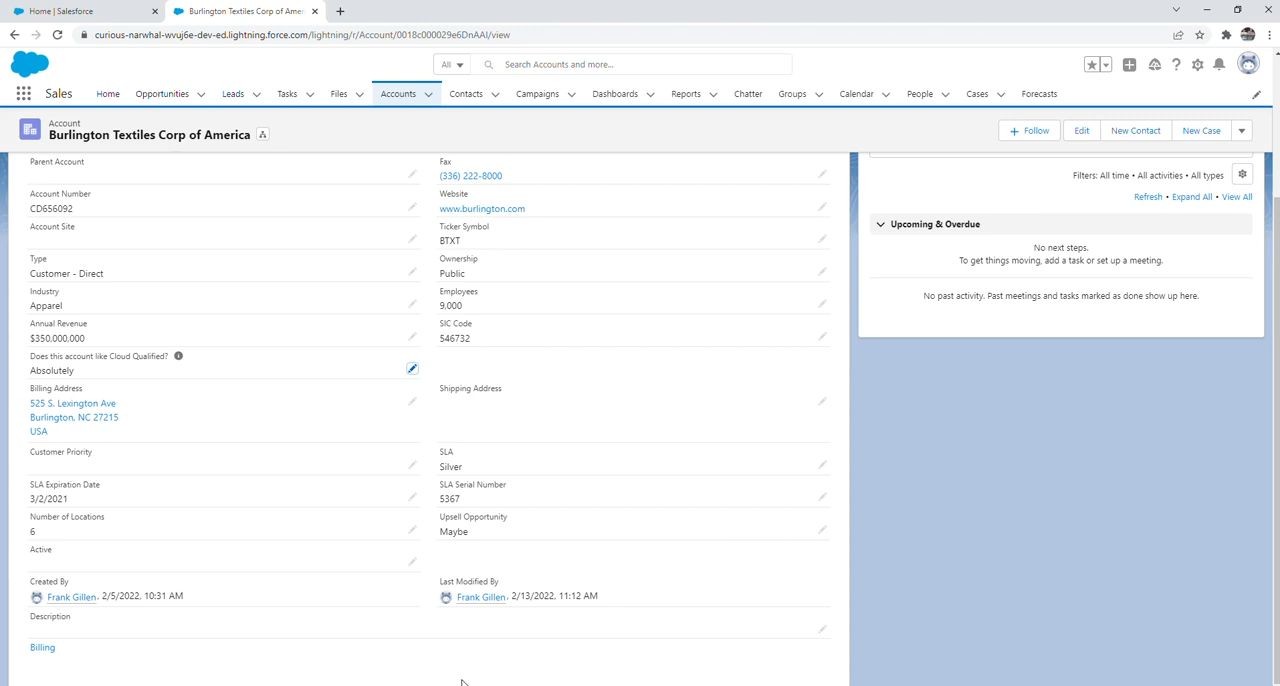 Home | Salesforce
Burlington Textiles Corp of Amer
curious-narwhal-wvuj6e-dev-ed.lightning.force.com/lightning/r/Account/0018c000029e6DnAAI/view
All
Search Accounts and more...
Sales
Home
Opportunities
Leads
Tasks
Files
Accounts
Contacts
Campaigns
Dashboards
Reports
Chatter
Groups
Calendar
People
Cases
Forecasts
Account
Burlington Textiles Corp of America
Follow
Edit
New Contact
New Case
Parent Account
Fax
(336) 222-8000
Account Number
CD656092
Website
www.burlington.com
Account Site
Ticker Symbol
BTXT
Type
Customer - Direct
Ownership
Public
Industry
Apparel
Employees
9,000
Annual Revenue
$350,000,000
SIC Code
546732
Does this account like Cloud Qualified?
Absolutely
Billing Address
525 S. Lexington Ave
Burlington, NC 27215
USA
Shipping Address
Customer Priority
SLA
Silver
SLA Expiration Date
3/2/2021
SLA Serial Number
5367
Number of Locations
6
Upsell Opportunity
Maybe
Active
Created By
Frank Gillen, 2/5/2022, 10:31 AM
Last Modified By
Frank Gillen, 2/13/2022, 11:12 AM
Description
Billing
Filters: All time • All activities • All types
Refresh • Expand All • View All
Upcoming & Overdue
No next steps.
To get things moving, add a task or set up a meeting.
No past activity. Past meetings and tasks marked as done show up here.